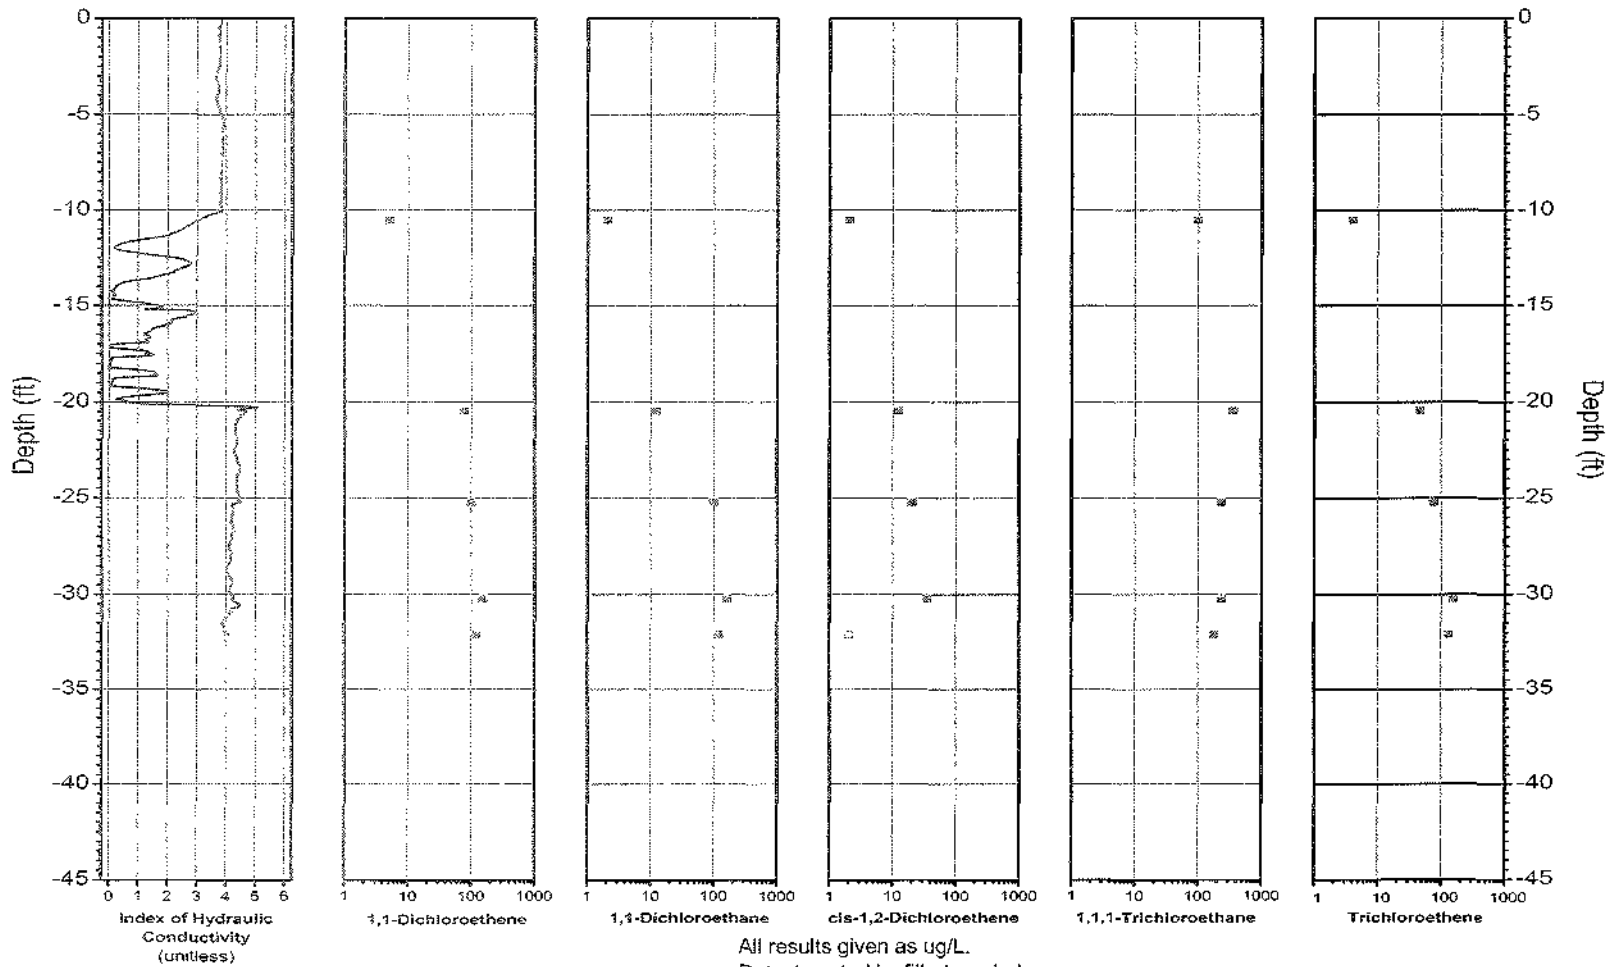 0
-5
-10
-15
-20
-25
-30
-35
-40
-45
Depth (ft)
0 1 2 3 4 5 6
Index of Hydraulic
Conductivity
(unitless)
1 10 100 1000
1,1-Dichloroethene
1 10 100 1000
1,1-Dichloroethane
1 10 100 1000
cis-1,2-Dichloroethene
1 10 100 1000
1,1,1-Trichloroethane
1 10 100 1000
Trichloroethene
0
-5
-10
-15
-20
-25
-30
-35
-40
-45
Depth (ft)
All results given as ug/L.